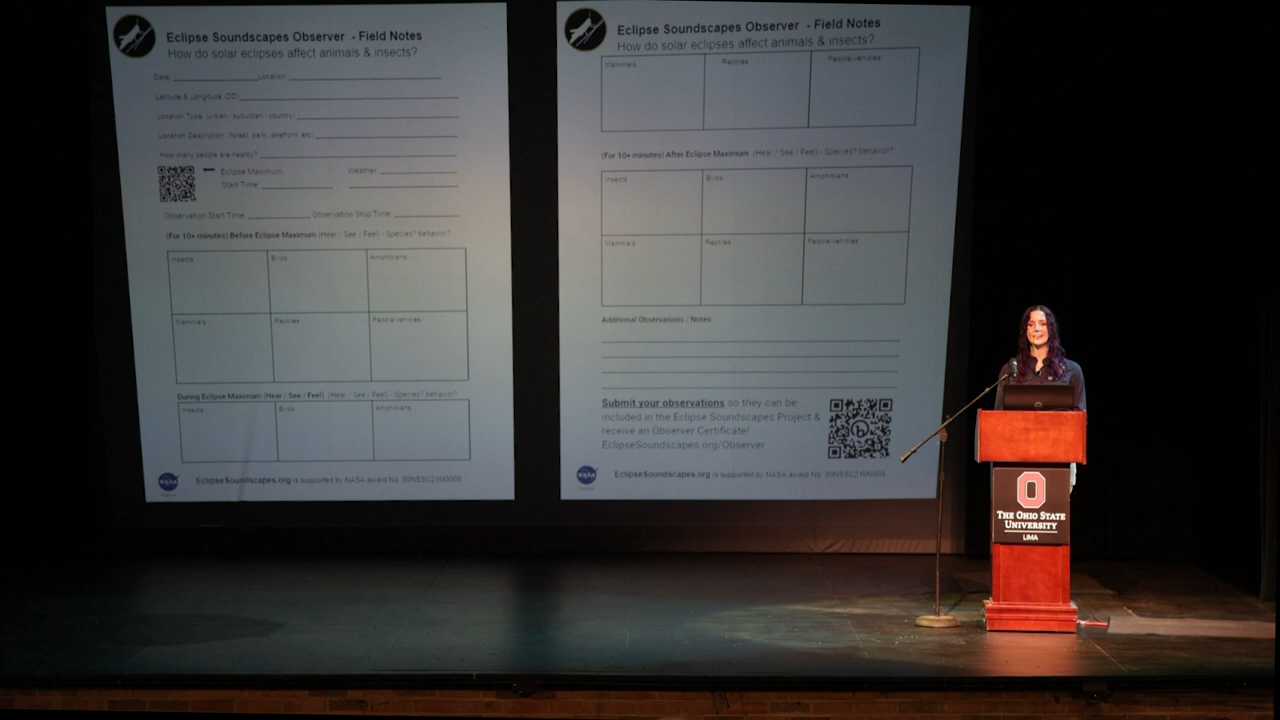 Eclipse Soundscapes Observer - Field Notes
How do solar eclipses affect animals & insects?
Date: Location:
Latitude & Longitude (DD)
Location Type: (urban - suburban - country)
Location Description: (forest, park, lakefront, etc)
How many people are nearby?
Eclipse Maximum
Start Time:
Weather:
Observation Start Time: Observation Stop Time:
(For 10+ minutes) Before Eclipse Maximum (Hear / See / Feel) - Species? behavior?
Insects Birds Amphibians
Mammals Reptiles People/vehicles
During Eclipse Maximum (Hear / See / Feel) (Hear / See / Feel) - Species? behavior?
Insects Birds Amphibians
NASA
Partner
EclipseSoundscapes.org is supported by NASA award No.
Eclipse Soundscapes Observer - Field Notes
How do solar eclipses affect animals & insects?
Mammals Reptiles People/vehicles
(For 10+ minutes) After Eclipse Maximum (Hear / See / Feel) - Species? behavior?
Insects Birds Amphibians
Mammals Reptiles People/vehicles
Additional Observations / Notes:
Submit your observations so they can be
included in the Eclipse Soundscapes Project &
receive an Observer Certificate!
EclipseSoundscapes.org/Observer
NASA
Partner
EclipseSoundscapes.org is supported by NASA award No.
THE OHIO STATE
UNIVERSITY
LIMA